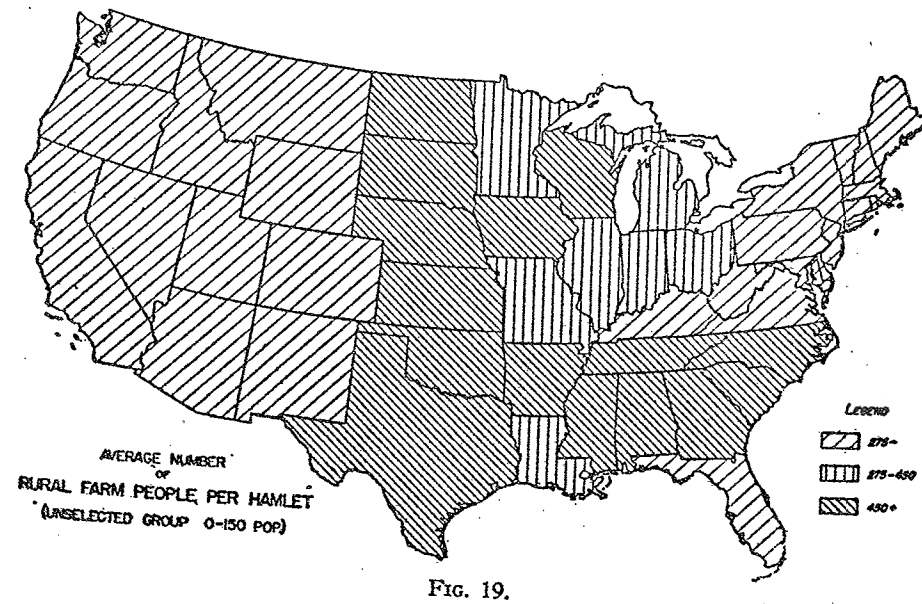 AVERAGE NUMBER
OF
RURAL FARM PEOPLE PER HAMLET
(UNSELECTED GROUP 0-150 POP.)
LEGEND
275-
275-450
450+
FIG. 19.